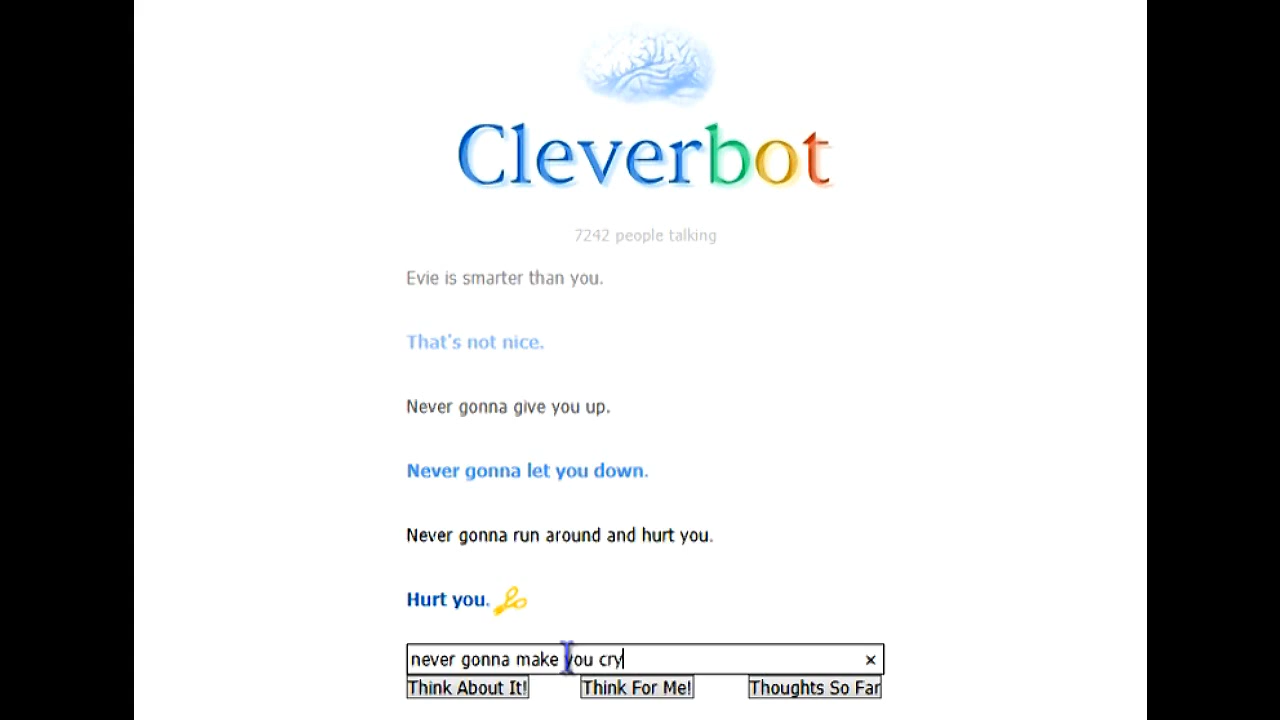 Cleverbot
7242 people talking
Evie is smarter than you.
That's not nice.
Never gonna give you up.
Never gonna let you down.
Never gonna run around and hurt you.
Hurt you.
never gonna make you cry ×
Think About It! Think For Me! Thoughts So Far